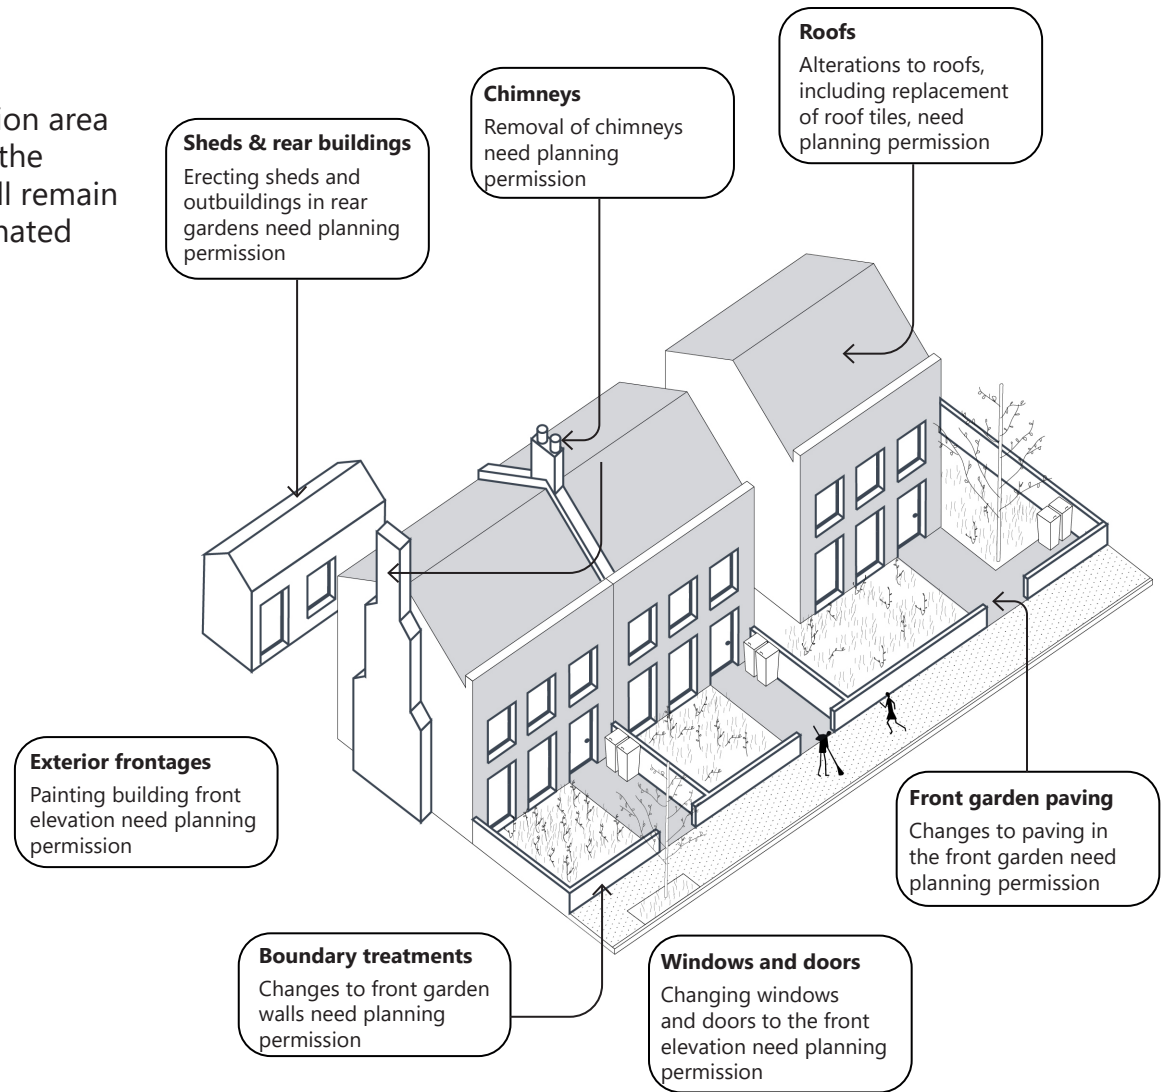 Roofs
Alterations to roofs,
including replacement
of roof tiles, need
planning permission
Chimneys
Removal of chimneys
need planning
permission
ion area
the
ll remain
nated
Sheds & rear buildings
Erecting sheds and
outbuildings in rear
gardens need planning
permission
Exterior frontages
Painting building front
elevation need planning
permission
Front garden paving
Changes to paving in
the front garden need
planning permission
Boundary treatments
Changes to front garden
walls need planning
permission
Windows and doors
Changing windows
and doors to the front
elevation need planning
permission